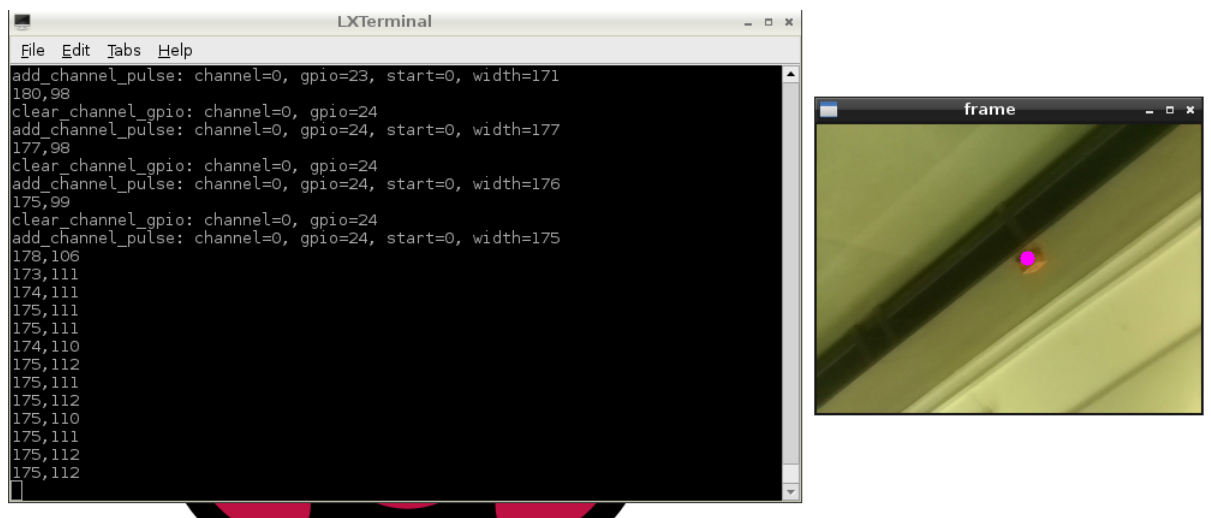 LXTerminal
File Edit Tabs Help
add_channel_pulse: channel=0, gpio=23, start=0, width=171
180,98
clear_channel_gpio: channel=0, gpio=24
add_channel_pulse: channel=0, gpio=24, start=0, width=177
177,98
clear_channel_gpio: channel=0, gpio=24
add_channel_pulse: channel=0, gpio=24, start=0, width=176
175,99
clear_channel_gpio: channel=0, gpio=24
add_channel_pulse: channel=0, gpio=24, start=0, width=175
178,106
173,111
174,111
175,111
175,111
174,110
175,112
175,111
175,112
175,110
175,111
175,112
175,112
frame